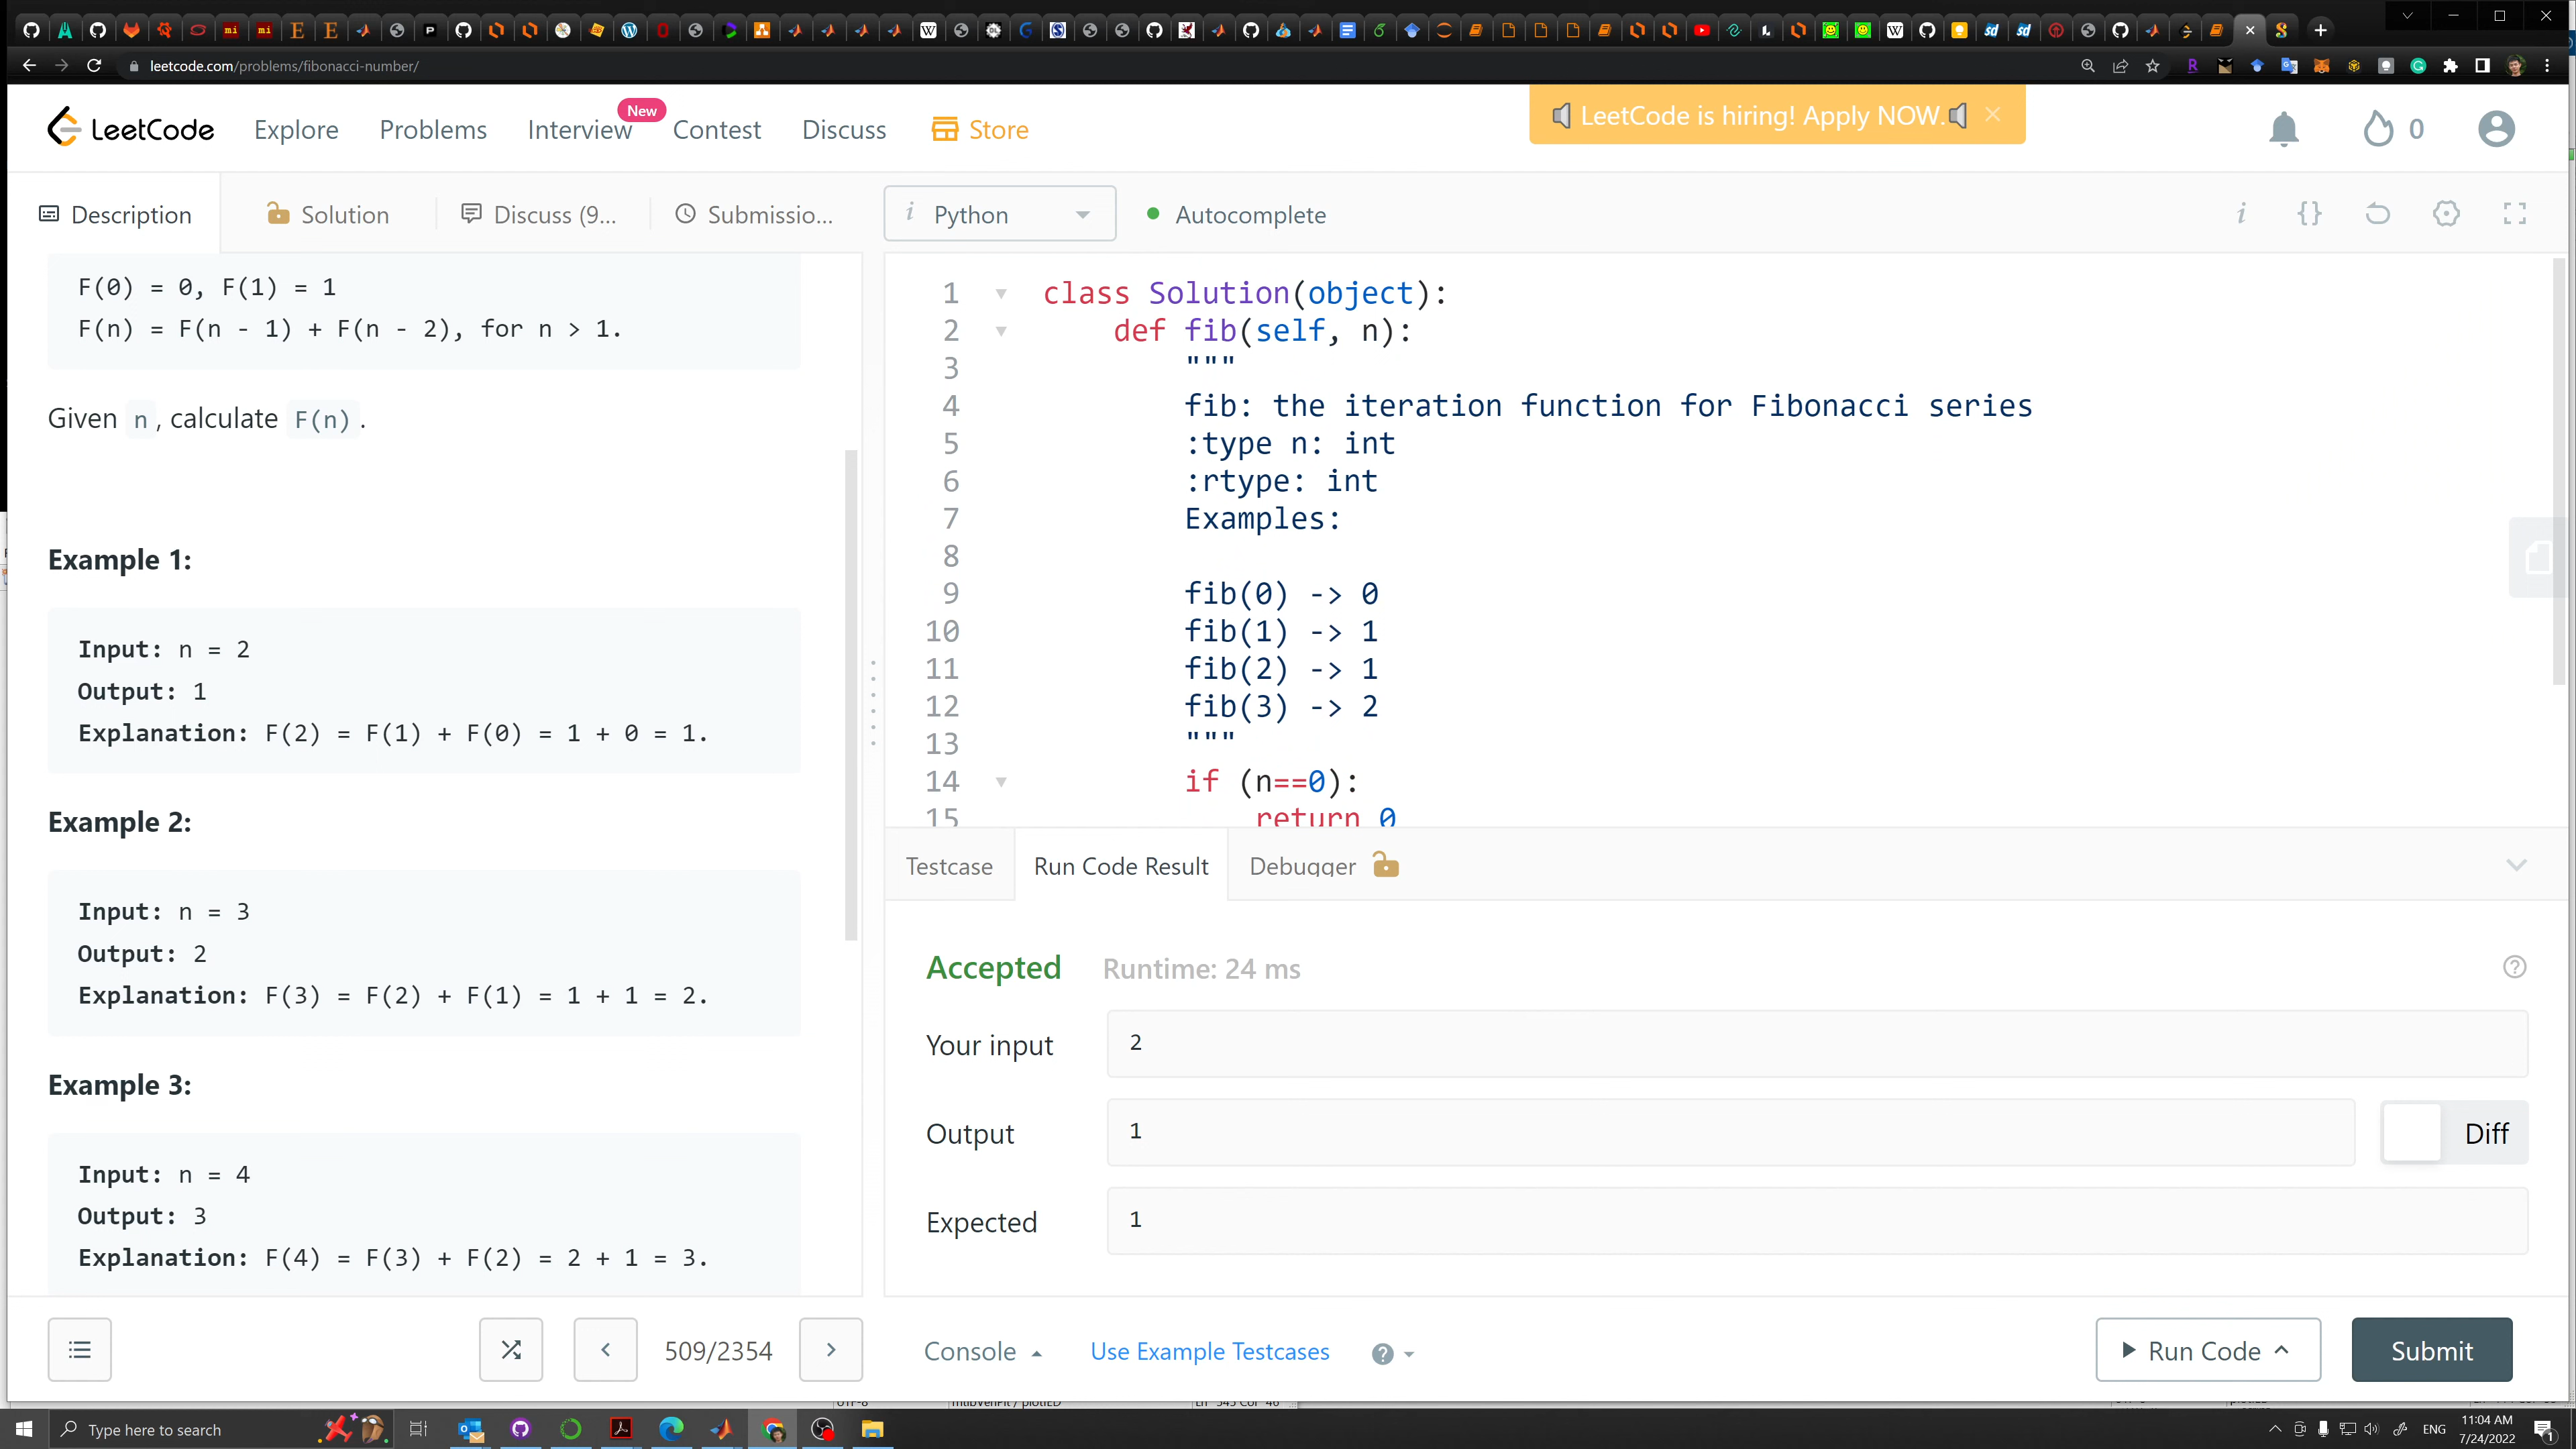 leetcode.com/problems/fibonacci-number/
LeetCode
Explore
Problems
Interview
New
Contest
Discuss
Store
LeetCode is hiring! Apply NOW.
0
Description
Solution
Discuss (9...
Submissio...
i Python
Autocomplete
F(0) = 0, F(1) = 1
F(n) = F(n - 1) + F(n - 2), for n > 1.
Given n, calculate F(n).
Example 1:
Input: n = 2
Output: 1
Explanation: F(2) = F(1) + F(0) = 1 + 0 = 1.
Example 2:
Input: n = 3
Output: 2
Explanation: F(3) = F(2) + F(1) = 1 + 1 = 2.
Example 3:
Input: n = 4
Output: 3
Explanation: F(4) = F(3) + F(2) = 2 + 1 = 3.
509/2354
1 class Solution(object):
2 def fib(self, n):
3 """
4 fib: the iteration function for Fibonacci series
5 :type n: int
6 :rtype: int
7 Examples:
8
9 fib(0) -> 0
10 fib(1) -> 1
11 fib(2) -> 1
12 fib(3) -> 2
13 """
14 if (n==0):
15 return 0
Testcase
Run Code Result
Debugger
Accepted
Runtime: 24 ms
Your input
2
Output
1
Diff
Expected
1
Console
Use Example Testcases
Run Code
Submit
Type here to search
ENG
11:04 AM
7/24/2022
1